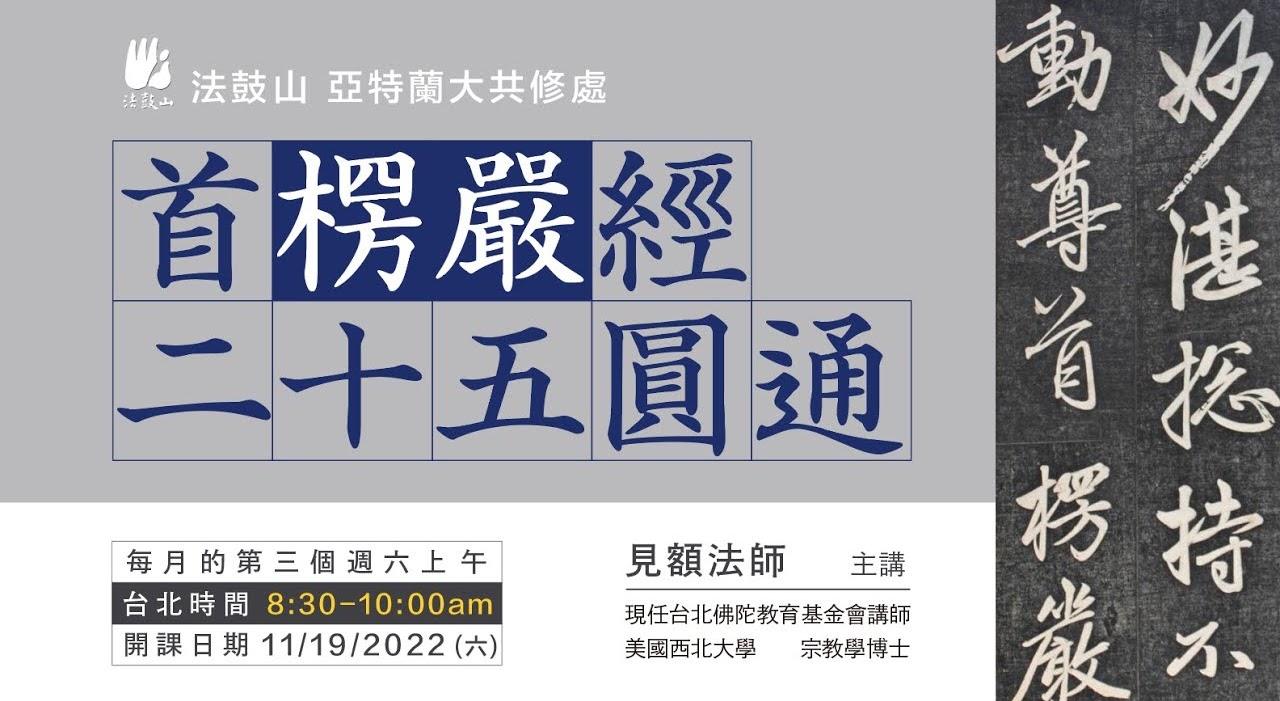 法鼓山
法鼓山 亞特蘭大共修處
首楞嚴經
二十五圓通
每月的第三個週六上午
台北時間 8:30-10:00am
開課日期 11/19/2022 (六)
見額法師 主講
現任台北佛陀教育基金會講師
美國西北大學 宗教學博士
妙湛捴持不
動尊首楞嚴